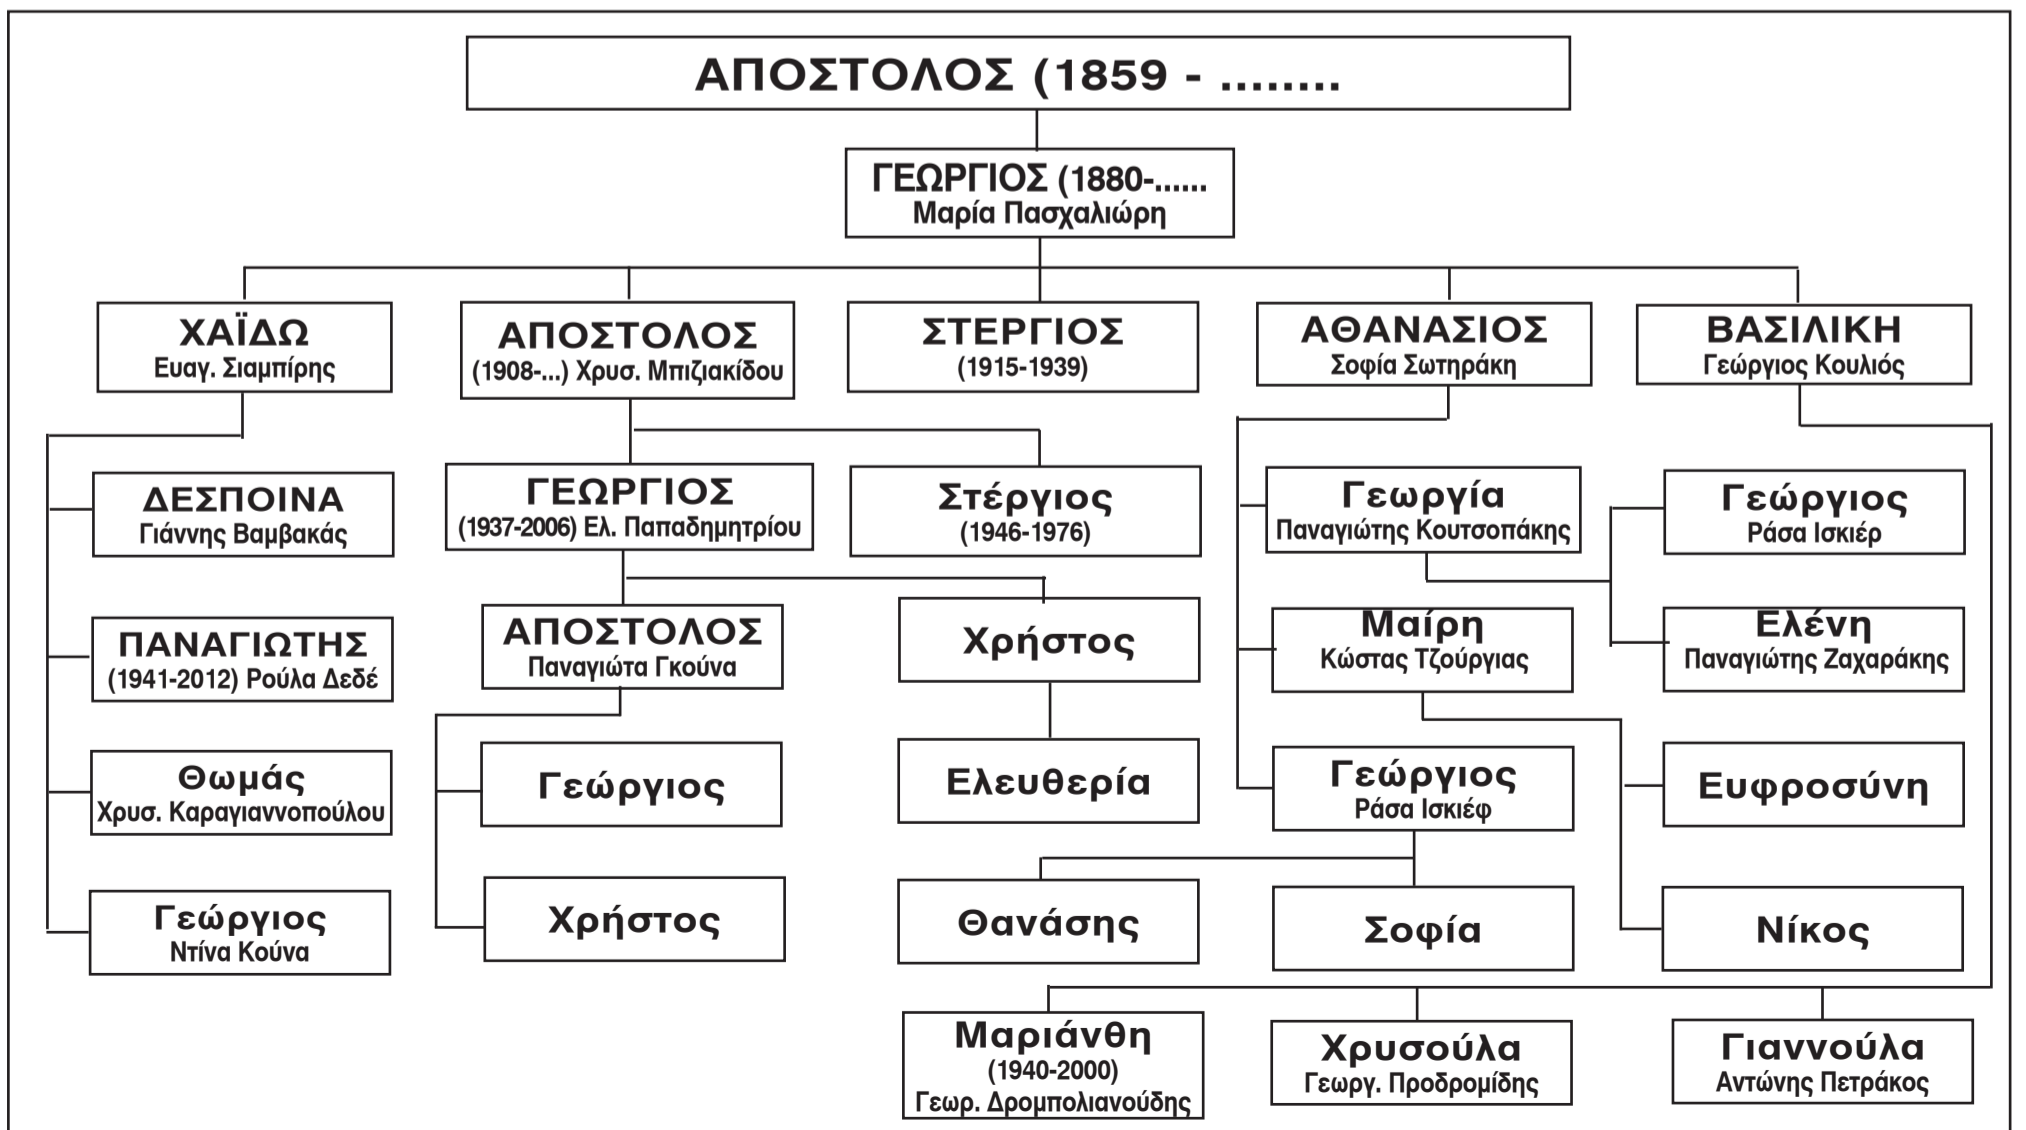 ΑΠΟΣΤΟΛΟΣ (1859 - ........
ΓΕΩΡΓΙΟΣ (1880-......
Μαρία Πασχαλιώρη
ΧΑΪΔΩ
Ευαγ. Σιαμπίρης
ΑΠΟΣΤΟΛΟΣ
(1908-...) Χρυσ. Μπιζιακίδου
ΣΤΕΡΓΙΟΣ
(1915-1939)
ΑΘΑΝΑΣΙΟΣ
Σοφία Σωτηράκη
ΒΑΣΙΛΙΚΗ
Γεώργιος Κουλιός
ΔΕΣΠΟΙΝΑ
Γιάννης Βαμβακάς
ΓΕΩΡΓΙΟΣ
(1937-2006) Ελ. Παπαδημητρίου
Στέργιος
(1946-1976)
Γεωργία
Παναγιώτης Κουτσοπάκης
Γεώργιος
Ράσα Ισκιέρ
ΠΑΝΑΓΙΩΤΗΣ
(1941-2012) Ρούλα Δεδέ
ΑΠΟΣΤΟΛΟΣ
Παναγιώτα Γκούνα
Χρήστος
Μαίρη
Κώστας Τζούργιας
Ελένη
Παναγιώτης Ζαχαράκης
Θωμάς
Χρυσ. Καραγιαννοπούλου
Γεώργιος
Ελευθερία
Γεώργιος
Ράσα Ισκιέφ
Ευφροσύνη
Γεώργιος
Ντίνα Κούνα
Χρήστος
Θανάσης
Σοφία
Νίκος
Μαριάνθη
(1940-2000)
Γεωρ. Δρομπολιανούδης
Χρυσούλα
Γεωργ. Προδρομίδης
Γιαννούλα
Αντώνης Πετράκος